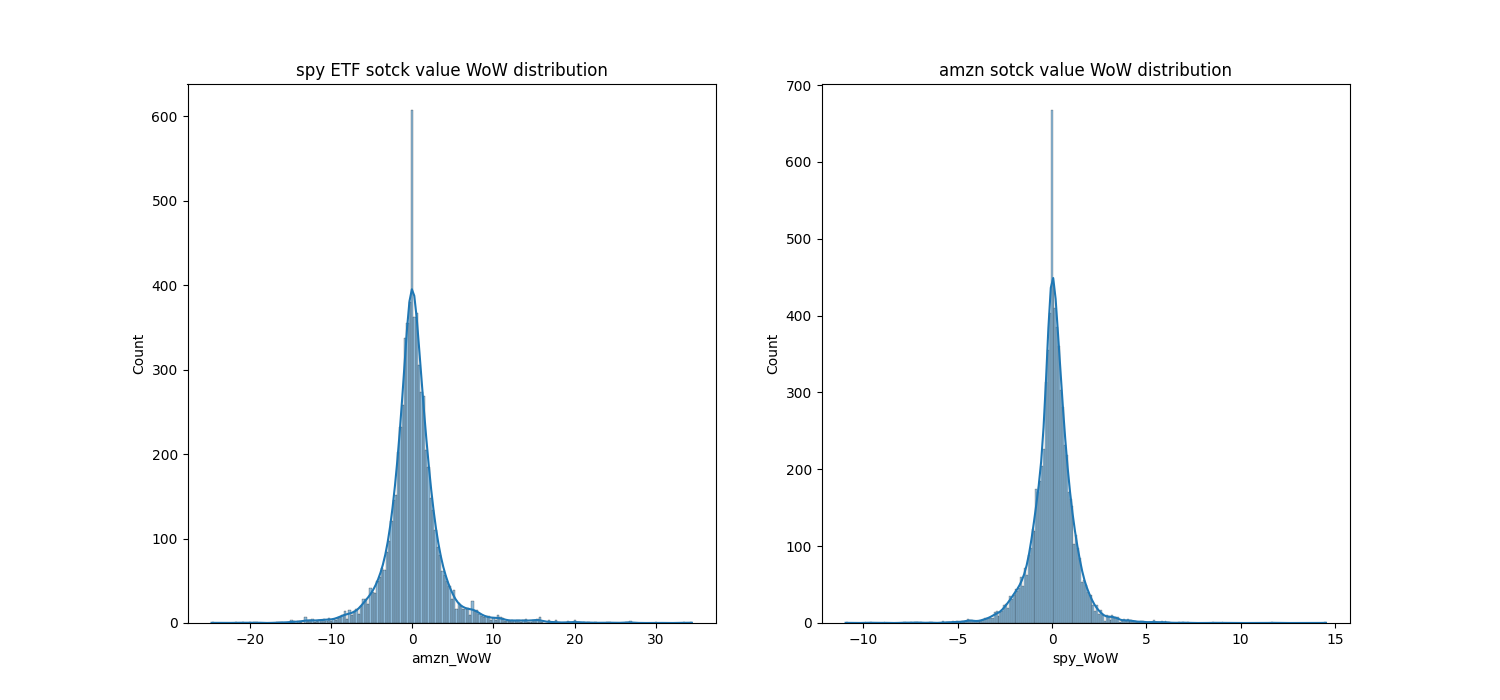 spy ETF sotck value WoW distribution
600
500
400
300
200
100
0
Count
−20 −10 0 10 20 30
amzn_WoW
amzn sotck value WoW distribution
700
600
500
400
300
200
100
0
Count
−10 −5 0 5 10 15
spy_WoW